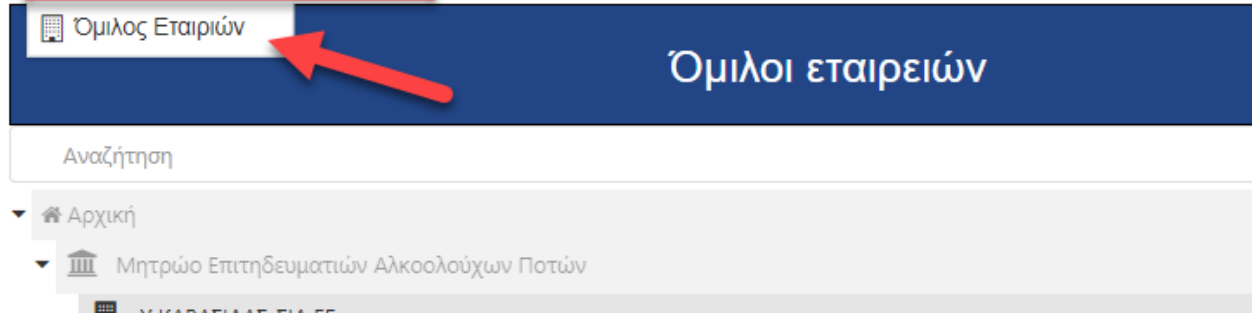 Όμιλος Εταιριών
Όμιλοι εταιρειών
Αναζήτηση
Αρχική
Μητρώο Επιτηδευματιών Αλκοολούχων Ποτών